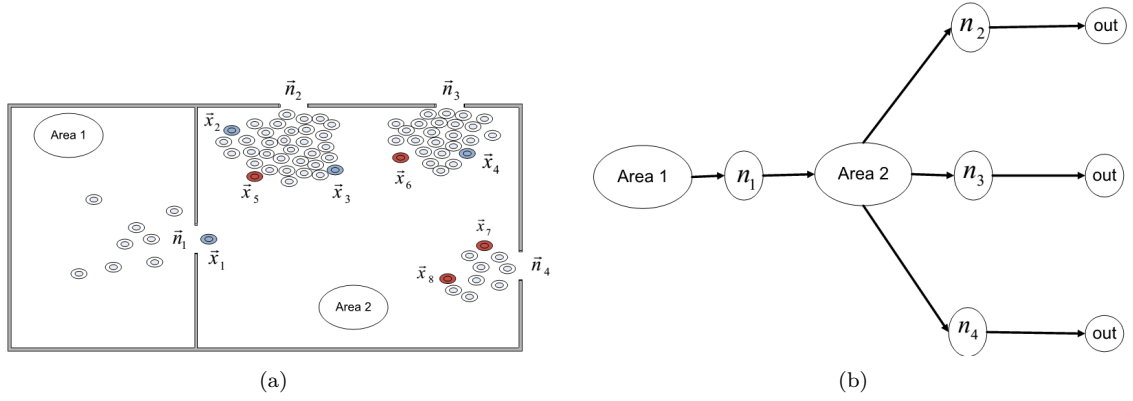 n⃗₂
n⃗₃
Area 1
x⃗₂
x⃗₄
x⃗₆
x⃗₅
x⃗₃
n⃗₁
x⃗₁
x⃗₇
n⃗₄
x⃗₈
Area 2
(a)
n₂
out
Area 1
n₁
Area 2
n₃
out
n₄
out
(b)